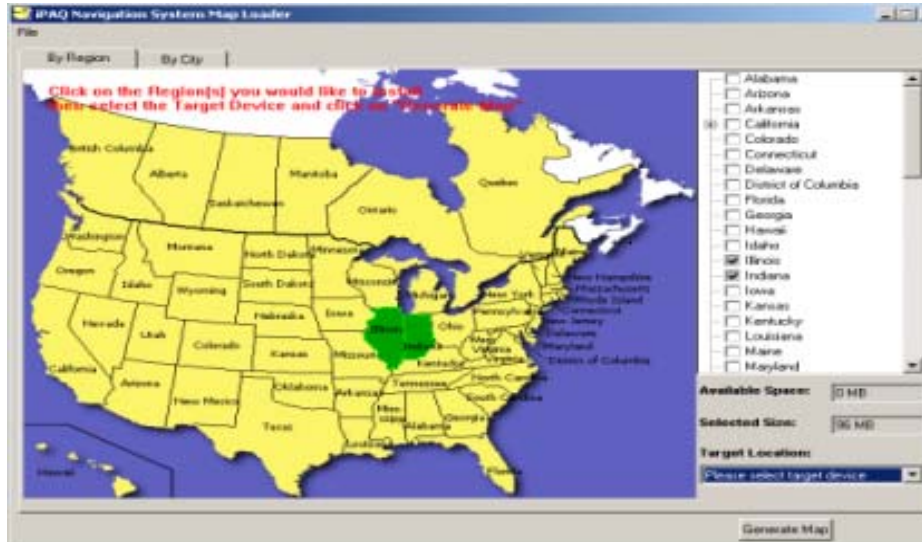 iPAQ Navigation System Map Loader
File
By Region
By City
Click on the Region(s) you would like to install
then select the Target Device and click on "Generate Map"
British Columbia
Alberta
Saskatchewan
Manitoba
Ontario
Quebec
Washington
Montana
North Dakota
Minnesota
Oregon
Idaho
Wyoming
South Dakota
Wisconsin
Michigan
New York
Maine
New Hampshire
Massachusetts
Rhode Island
Connecticut
New Jersey
Delaware
Maryland
District of Columbia
Nevada
Utah
Colorado
Nebraska
Iowa
Illinois
Indiana
Ohio
Pennsylvania
West
Virginia
Virginia
California
Arizona
New Mexico
Kansas
Missouri
Kentucky
Oklahoma
Arkansas
Tennessee
North Carolina
South Carolina
Texas
Miss-
issippi
Alabama
Georgia
Florida
Hawaii
Alabama
Arizona
Arkansas
California
Colorado
Connecticut
Delaware
District of Columbia
Florida
Georgia
Hawaii
Idaho
Illinois
Indiana
Iowa
Kansas
Kentucky
Louisiana
Maine
Maryland
Available Space:
0 MB
Selected Size:
96 MB
Target Location:
Please select target device
Generate Map